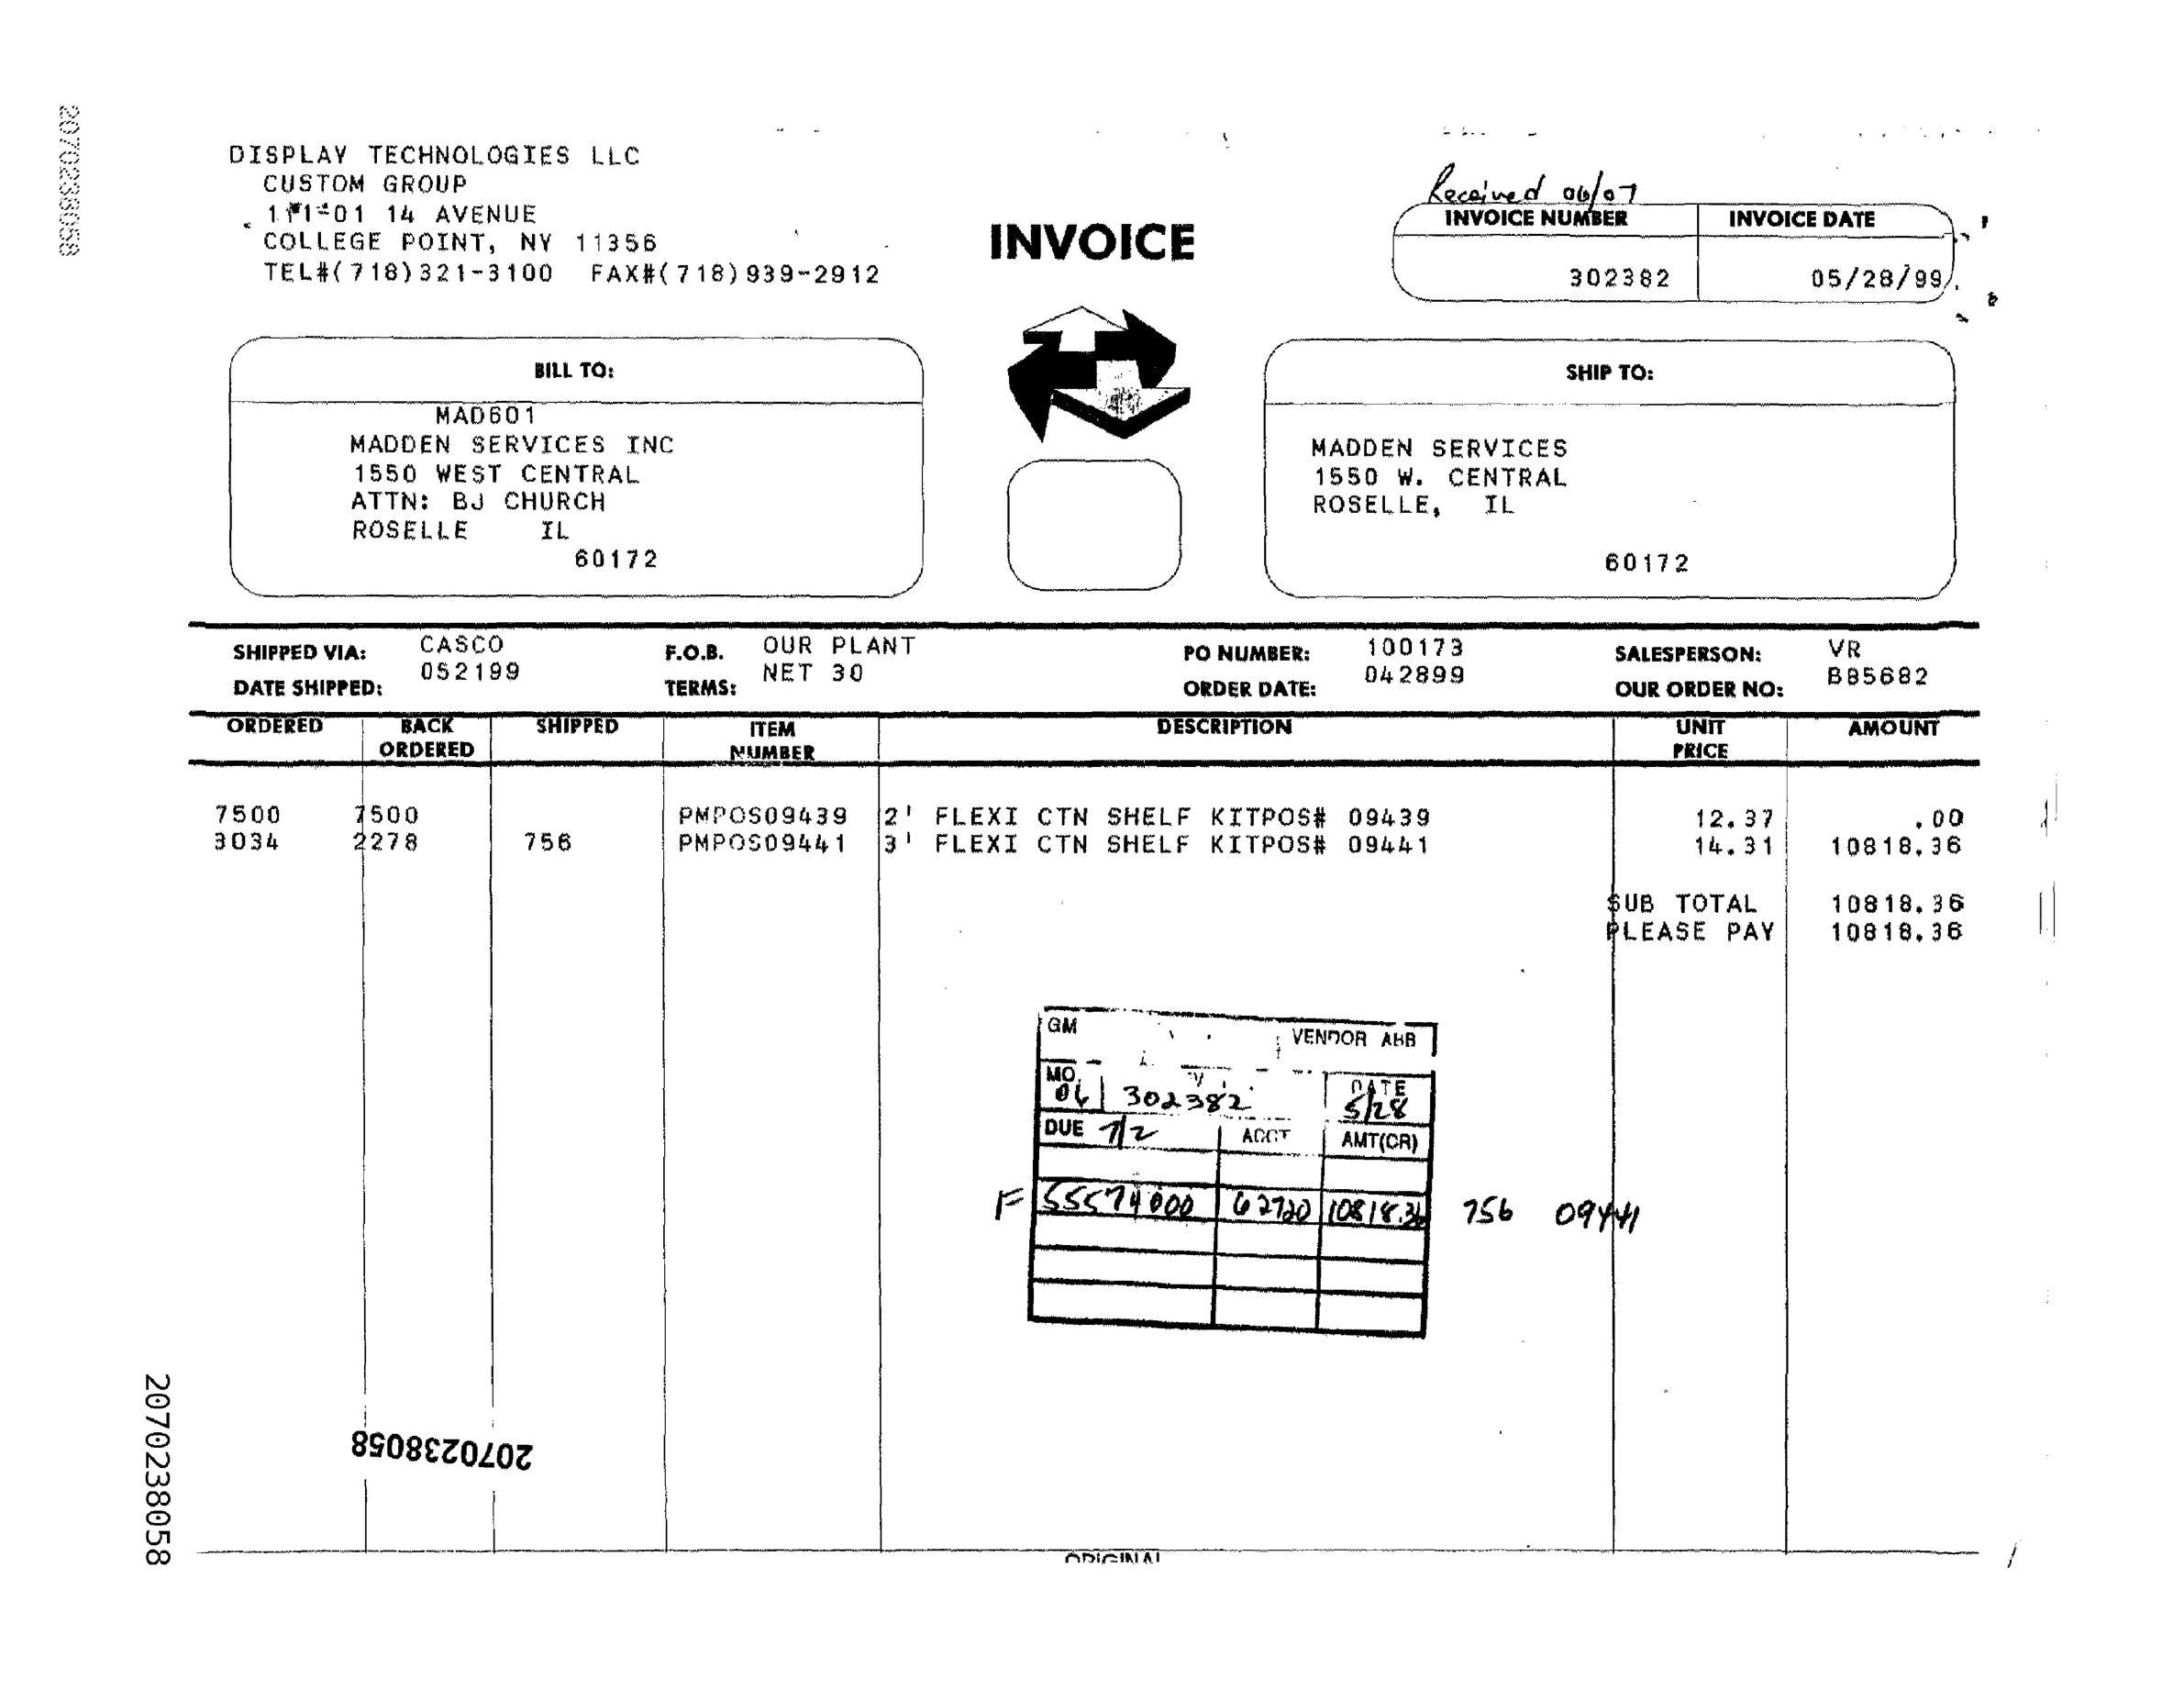 2070238058
DISPLAY TECHNOLOGIES LLC
CUSTOM GROUP
111-01 14 AVENUE
COLLEGE POINT, NY 11356
TEL#(718)321-3100 FAX#(718)939-2912
INVOICE
Received 06/07
INVOICE NUMBER INVOICE DATE
302382 05/28/99
BILL TO:
MAD601
MADDEN SERVICES INC
1550 WEST CENTRAL
ATTN: BJ CHURCH
ROSELLE IL
60172
SHIP TO:
MADDEN SERVICES
1550 W. CENTRAL
ROSELLE, IL
60172
SHIPPED VIA: CASCO F.O.B. OUR PLANT PO NUMBER: 100173 SALESPERSON: VR
DATE SHIPPED: 052199 TERMS: NET 30 ORDER DATE: 042899 OUR ORDER NO: B85682
ORDERED BACK ORDERED SHIPPED ITEM NUMBER DESCRIPTION UNIT PRICE AMOUNT
7500 7500 PMPOS09439 2' FLEXI CTN SHELF KITPOS# 09439 12.37 .00
3034 2278 756 PMPOS09441 3' FLEXI CTN SHELF KITPOS# 09441 14.31 10818.36
SUB TOTAL 10818.36
PLEASE PAY 10818.36
GM VENDOR
MO. DATE
06 302382 5/28
DUE 7/2 ACCT AMT(CR)
F 55574000 62720 10818.36 756 09441
2070238058
2070238058
ORIGINAL